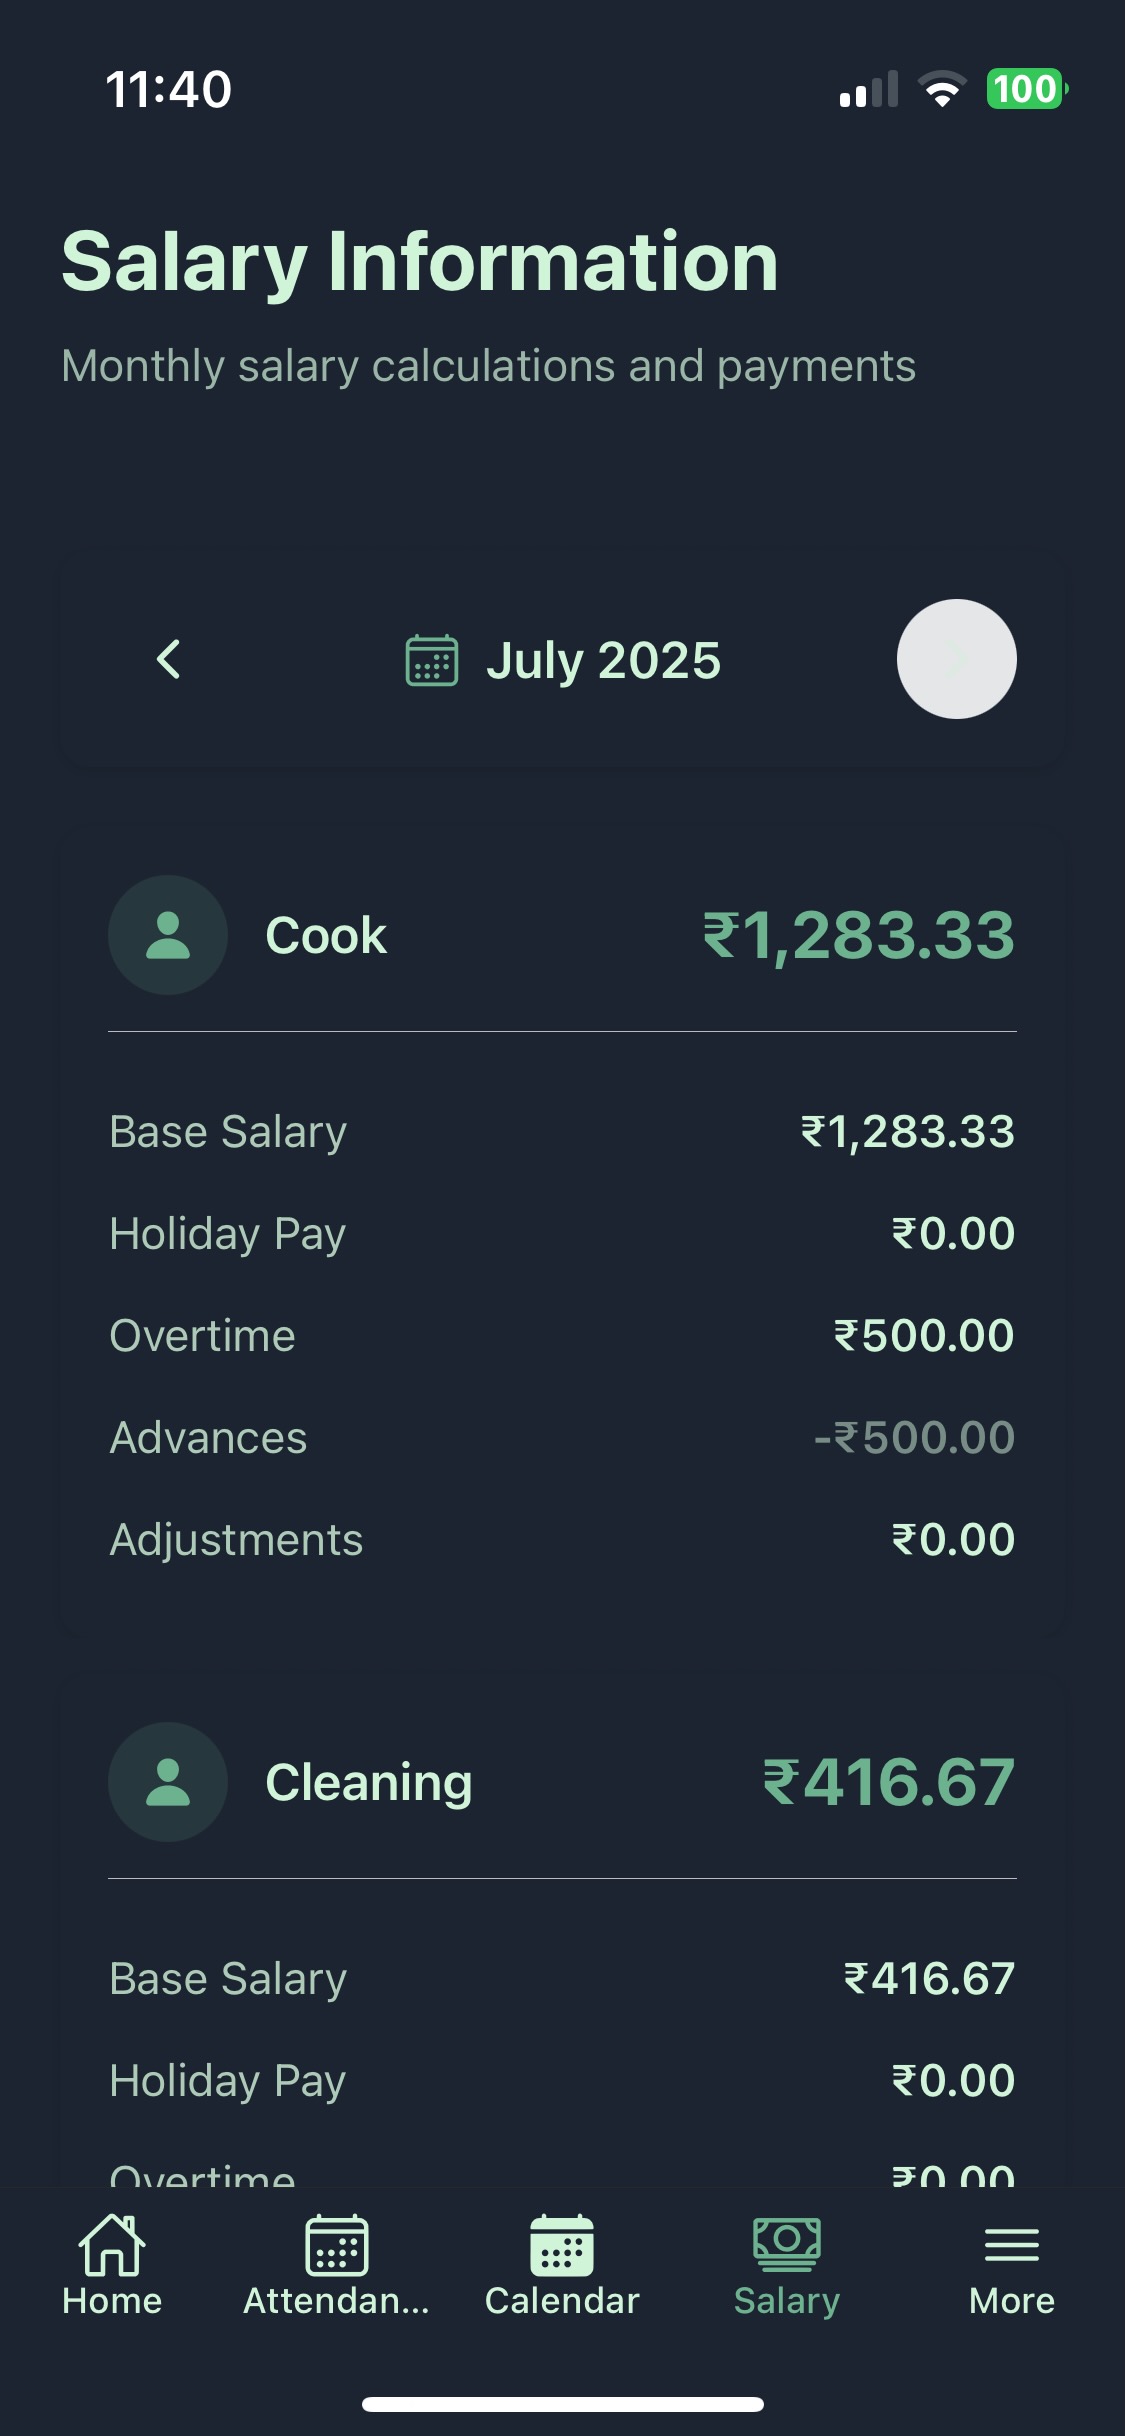 11:40
100
Salary Information
Monthly salary calculations and payments
July 2025
Cook ₹1,283.33
Base Salary ₹1,283.33
Holiday Pay ₹0.00
Overtime ₹500.00
Advances -₹500.00
Adjustments ₹0.00
Cleaning ₹416.67
Base Salary ₹416.67
Holiday Pay ₹0.00
Overtime ₹0.00
Home Attendan... Calendar Salary More